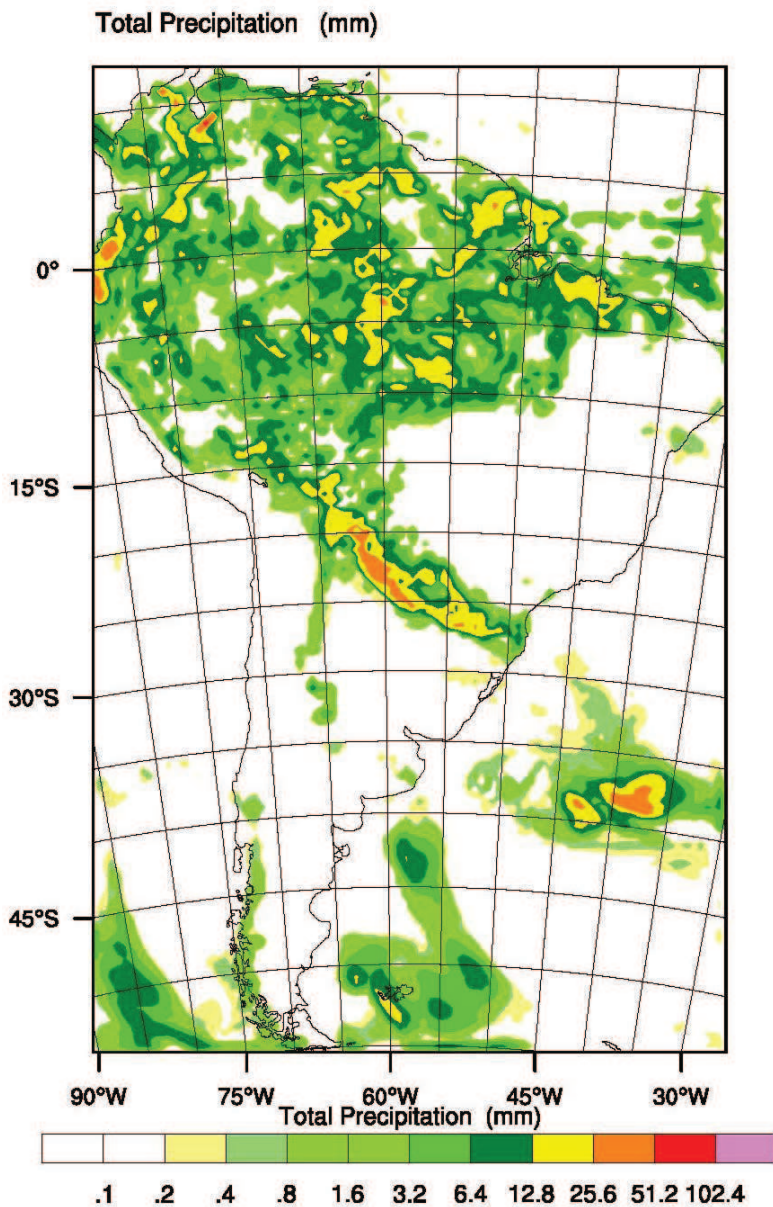 Total Precipitation (mm)
0°
15°S
30°S
45°S
90°W 75°W 60°W 45°W 30°W
Total Precipitation (mm)
.1 .2 .4 .8 1.6 3.2 6.4 12.8 25.6 51.2 102.4